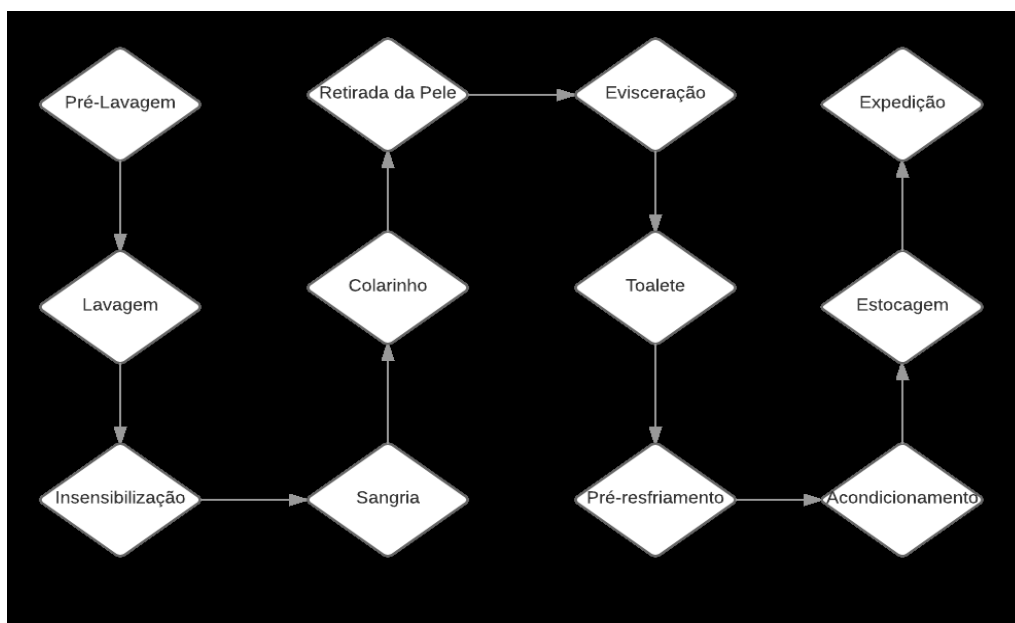 Pré-Lavagem
Lavagem
Insensibilização
Sangria
Colarinho
Retirada da Pele
Evisceração
Toalete
Pré-resfriamento
Acondicionamento
Estocagem
Expedição